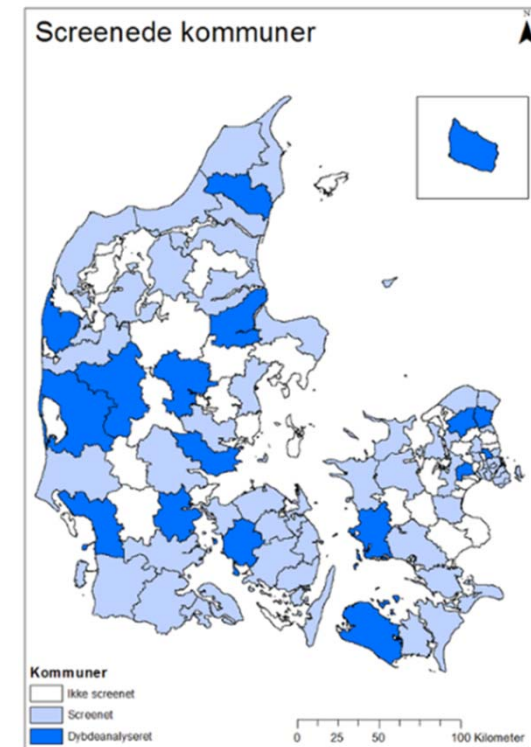 Screenede kommuner
N
Kommuner
Ikke screenet
Screenet
Dybdeanalyseret
0 25 50 100 Kilometer